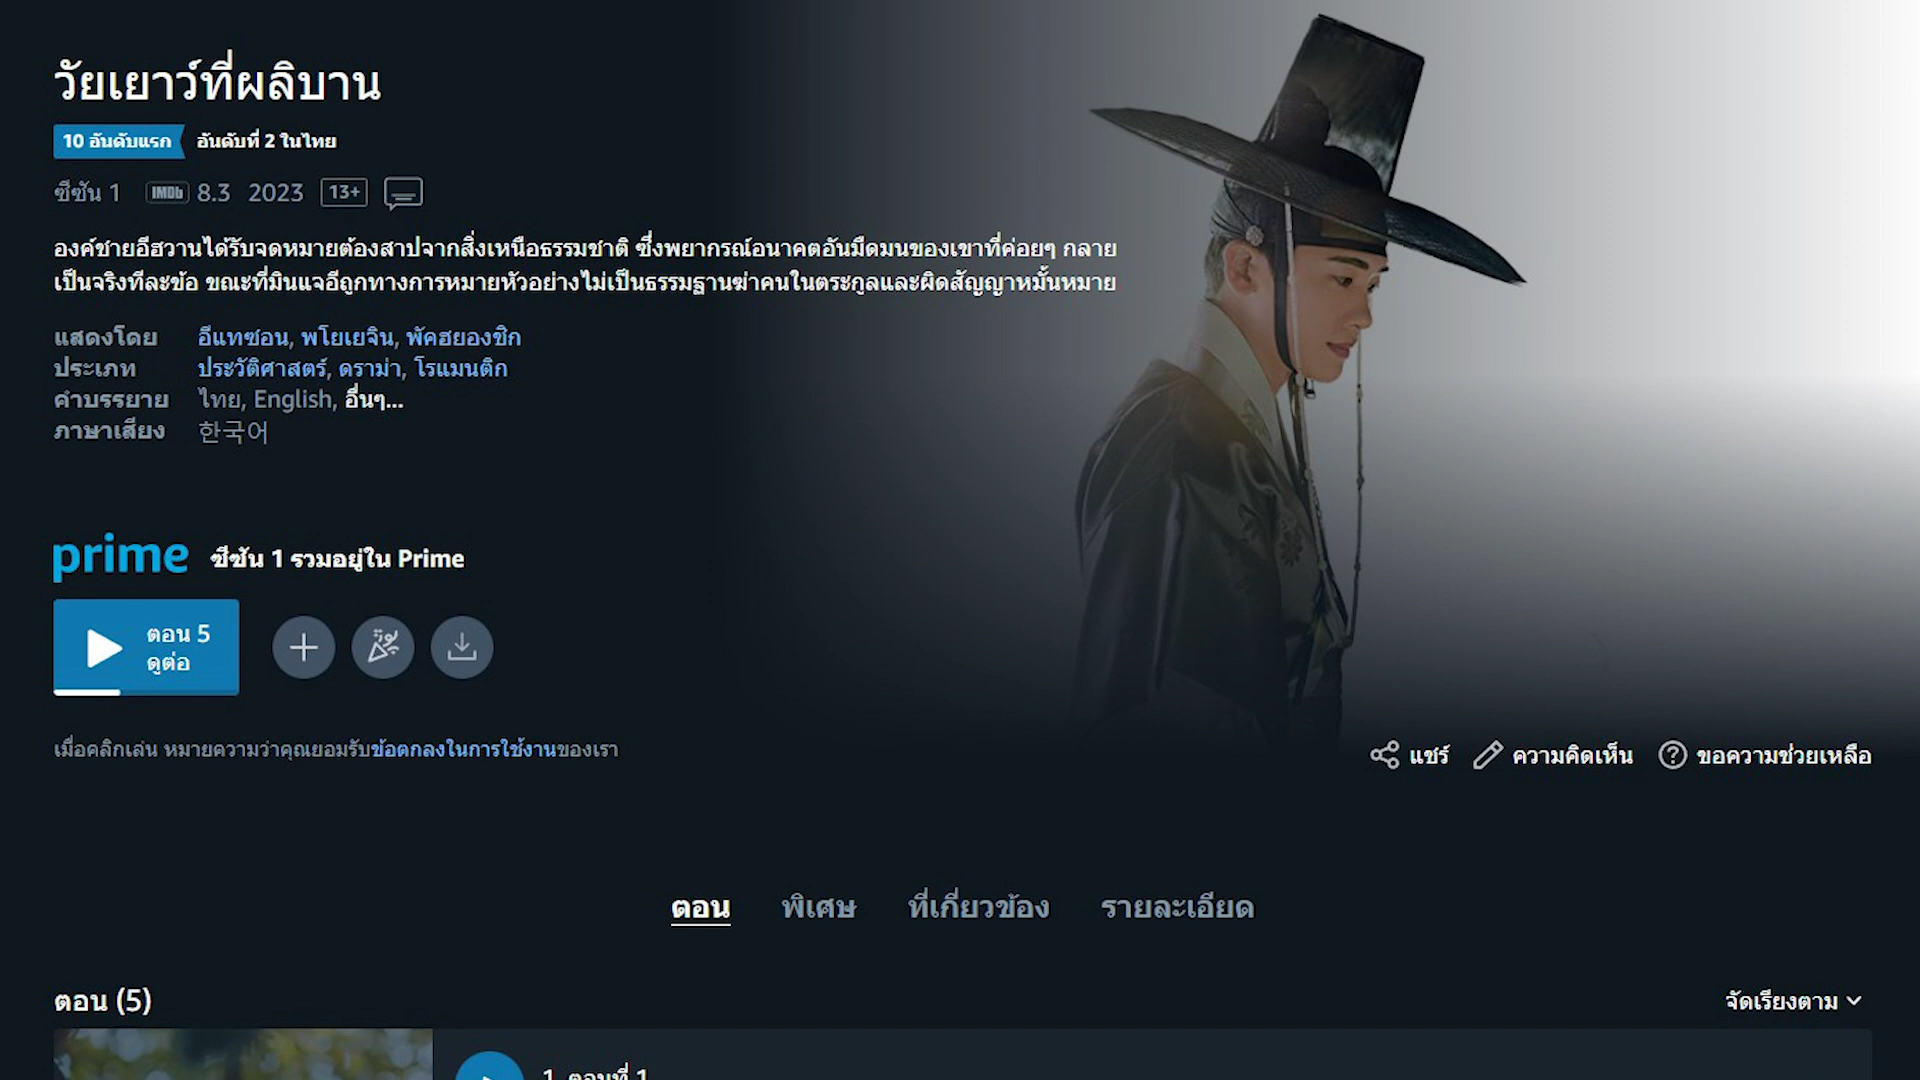 วัยเยาว์ที่ผลิบาน
10 อันดับแรก อันดับที่ 2 ในไทย
ซีซัน 1 IMDb 8.3 2023 13+
องค์ชายอีฮวานได้รับจดหมายต้องสาปจากสิ่งเหนือธรรมชาติ ซึ่งพยากรณ์อนาคตอันมืดมนของเขาที่ค่อยๆ กลาย
เป็นจริงทีละข้อ ขณะที่มินแจอีถูกทางการหมายหัวอย่างไม่เป็นธรรมฐานฆ่าคนในตระกูลและผิดสัญญาหมั้นหมาย
แสดงโดย อีแทซ่อน, พโยเยจิน, พัคฮยองชิก
ประเภท ประวัติศาสตร์, ดราม่า, โรแมนติก
คำบรรยาย ไทย, English, อื่นๆ...
ภาษาเสียง 한국어
prime ซีซัน 1 รวมอยู่ใน Prime
ตอน 5
ดูต่อ
เมื่อคลิกเล่น หมายความว่าคุณยอมรับข้อตกลงในการใช้งานของเรา
แชร์ ความคิดเห็น ขอความช่วยเหลือ
ตอน พิเศษ ที่เกี่ยวข้อง รายละเอียด
ตอน (5) จัดเรียงตาม
1. ตอนที่ 1